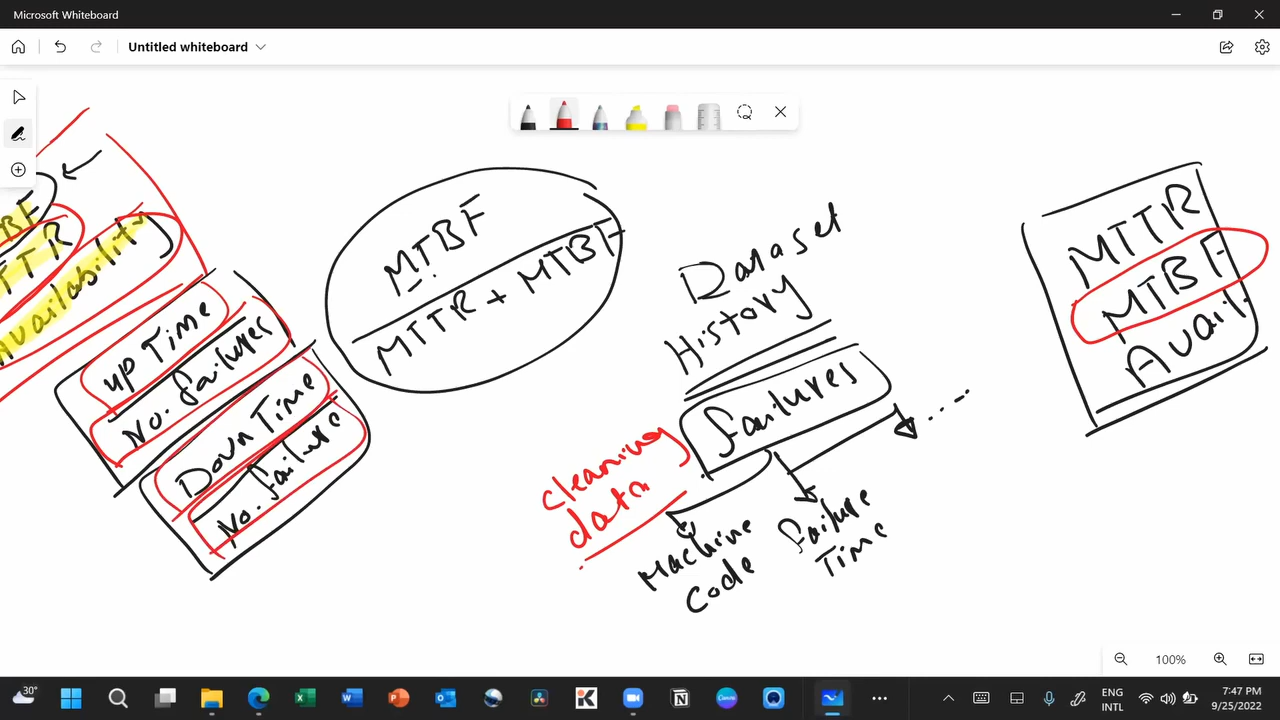 Microsoft Whiteboard
Untitled whiteboard
BF
TTR
Availability
up Time
No. failures
Down Time
No. failure
MTBF
MTTR + MTBF
Dataset
History
failures
cleaning
data
Machine
Code
failure
Time
MTTR
MTBF
Avail.
100%
30°
ENG
INTL
7:47 PM
9/25/2022